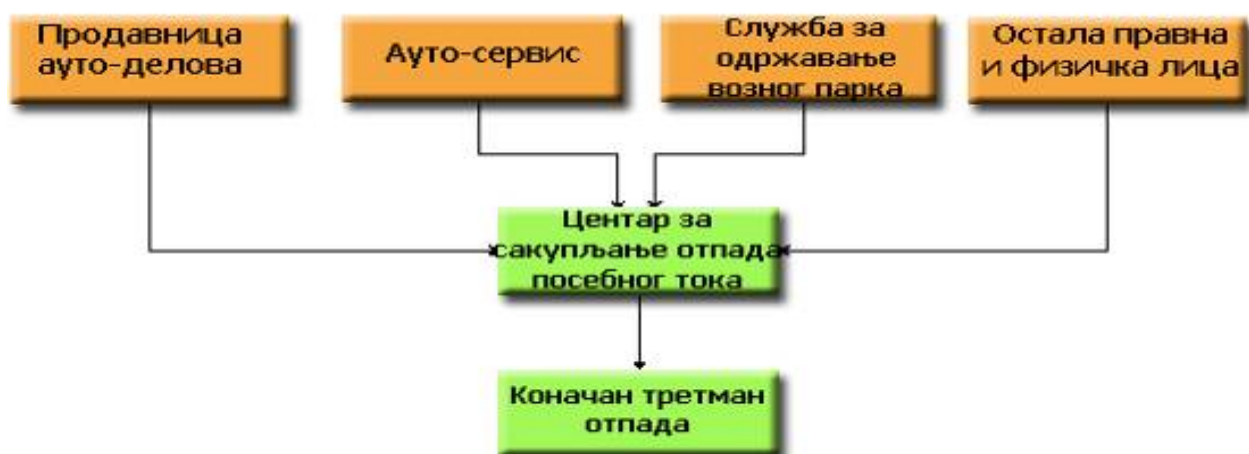 Продавница
ауто-делова
Ауто-сервис
Служба за
одржавање
возног парка
Остала правна
и физичка лица
Центар за
сакупљање отпада
посебног тока
Коначан третман
отпада